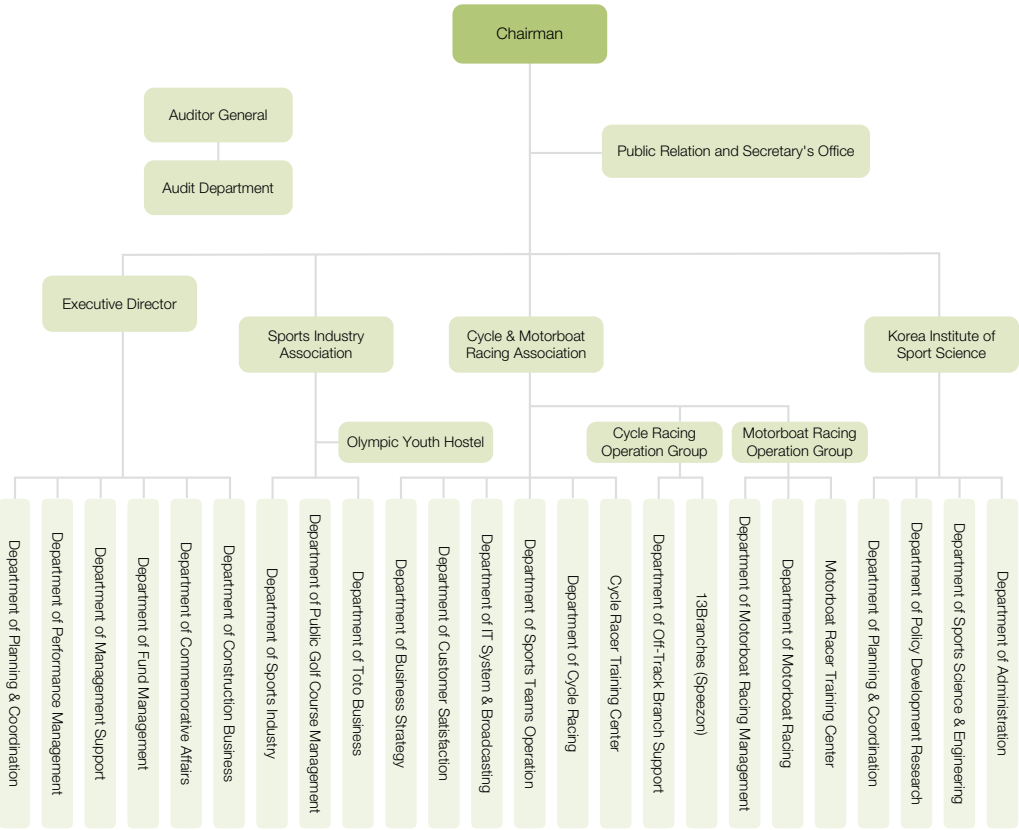 Chairman
Auditor General
Public Relation and Secretary's Office
Audit Department
Executive Director
Sports Industry
Association
Cycle & Motorboat
Racing Association
Korea Institute of
Sport Science
Olympic Youth Hostel
Cycle Racing
Operation Group
Motorboat Racing
Operation Group
Department of Planning & Coordination
Department of Performance Management
Department of Management Support
Department of Fund Management
Department of Commemorative Affairs
Department of Construction Business
Department of Sports Industry
Department of Public Golf Course Management
Department of Toto Business
Department of Business Strategy
Department of Customer Satisfaction
Department of IT System & Broadcasting
Department of Sports Teams Operation
Department of Cycle Racing
Cycle Racer Training Center
Department of Off-Track Branch Support
13Branches (Speezon)
Department of Motorboat Racing Management
Department of Motorboat Racing
Motorboat Racer Training Center
Department of Planning & Coordination
Department of Policy Development Research
Department of Sports Science & Engineering
Department of Administration